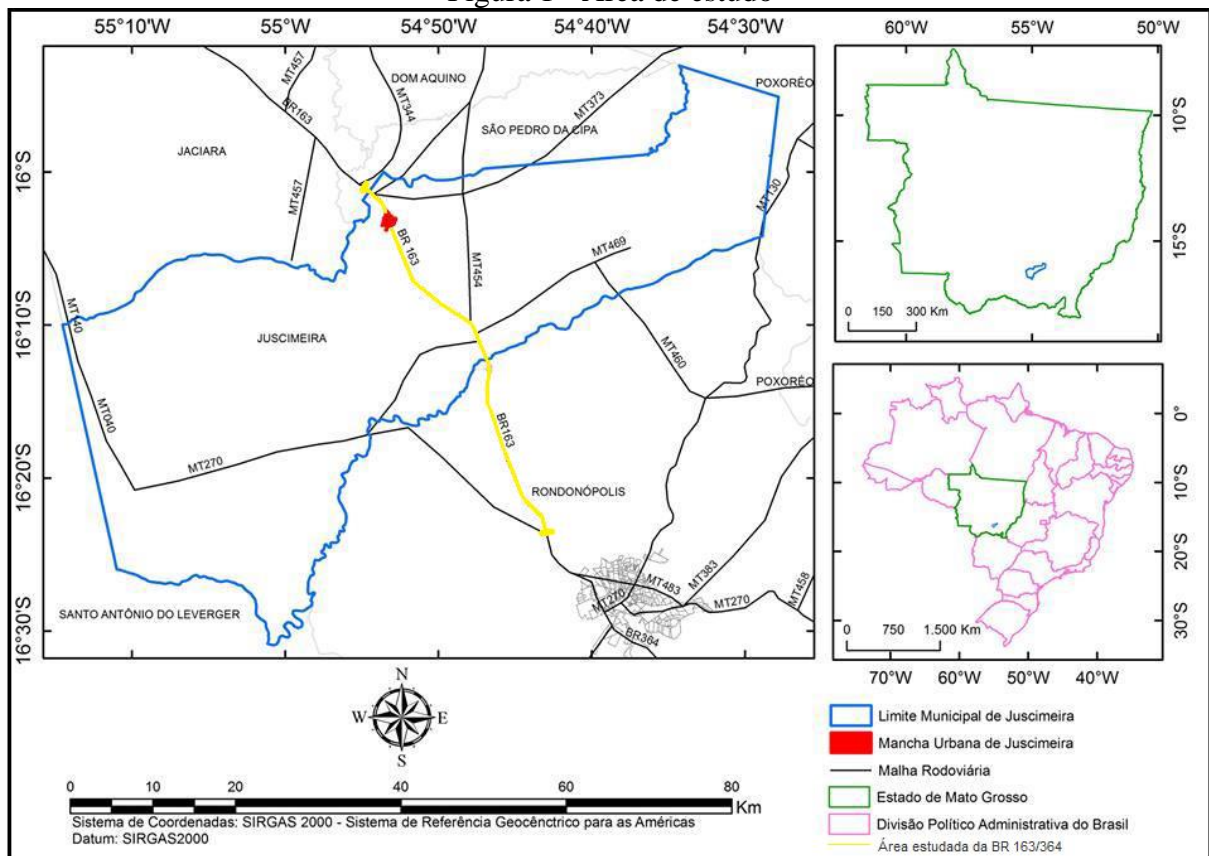 Figura 1 - Área de estudo
55°10'W
55°W
54°50'W
54°40'W
54°30'W
60°W
55°W
50°W
MT457
BR163
MT344
DOM AQUINO
MT373
POXORÉO
JACIARA
SÃO PEDRO DA CIPA
MT457
MT130
BR 163
MT454
MT469
MT140
JUSCIMEIRA
MT460
POXORÉO
MT040
BR163
MT270
RONDONÓPOLIS
MT483
MT383
MT458
MT270
MT270
SANTO ANTÔNIO DO LEVERGER
BR364
16°S
16°10'S
16°20'S
16°30'S
10°S
15°S
0 150 300 Km
0°
10°S
20°S
30°S
0 750 1.500 Km
70°W
60°W
50°W
40°W
N
W E
S
0 10 20 40 60 80
Km
Sistema de Coordenadas: SIRGAS 2000 - Sistema de Referência Geocênctrico para as Américas
Datum: SIRGAS2000
Limite Municipal de Juscimeira
Mancha Urbana de Juscimeira
Malha Rodoviária
Estado de Mato Grosso
Divisão Político Administrativa do Brasil
Área estudada da BR 163/364